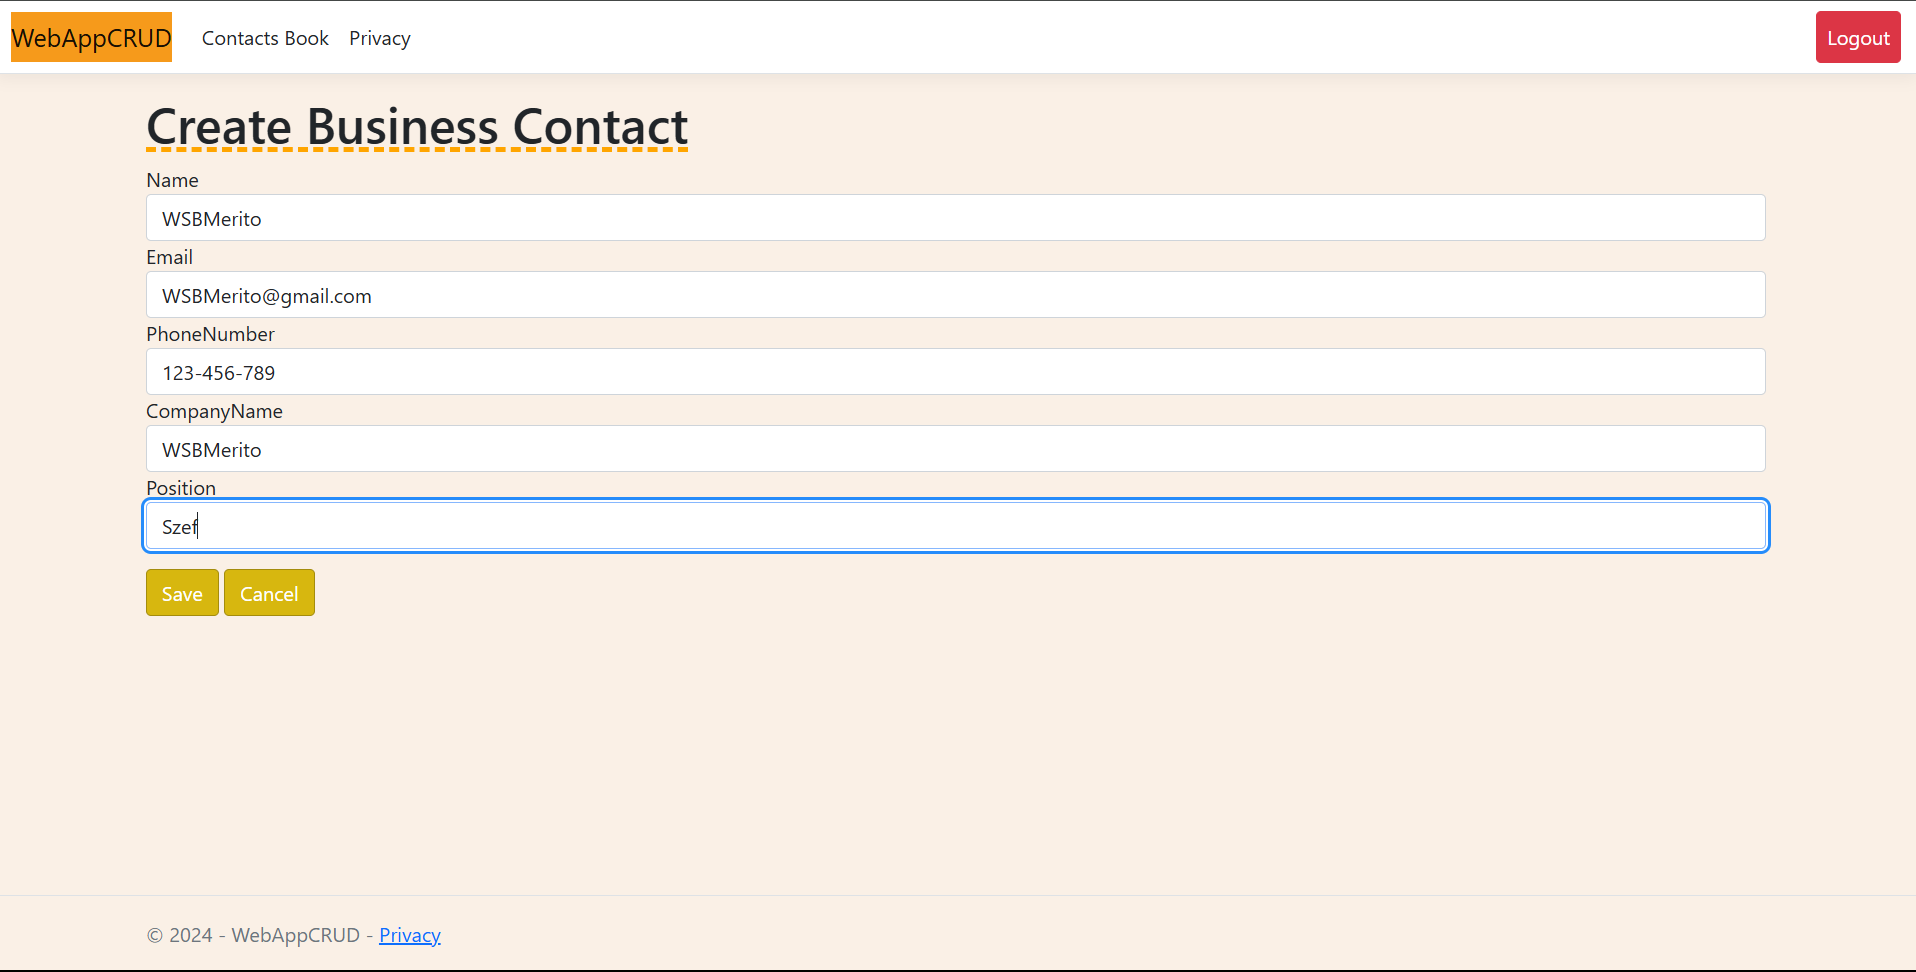 WebAppCRUD Contacts Book Privacy Logout
Create Business Contact
Name
WSBMerito
Email
WSBMerito@gmail.com
PhoneNumber
123-456-789
CompanyName
WSBMerito
Position
Szef
Save Cancel
© 2024 - WebAppCRUD - Privacy